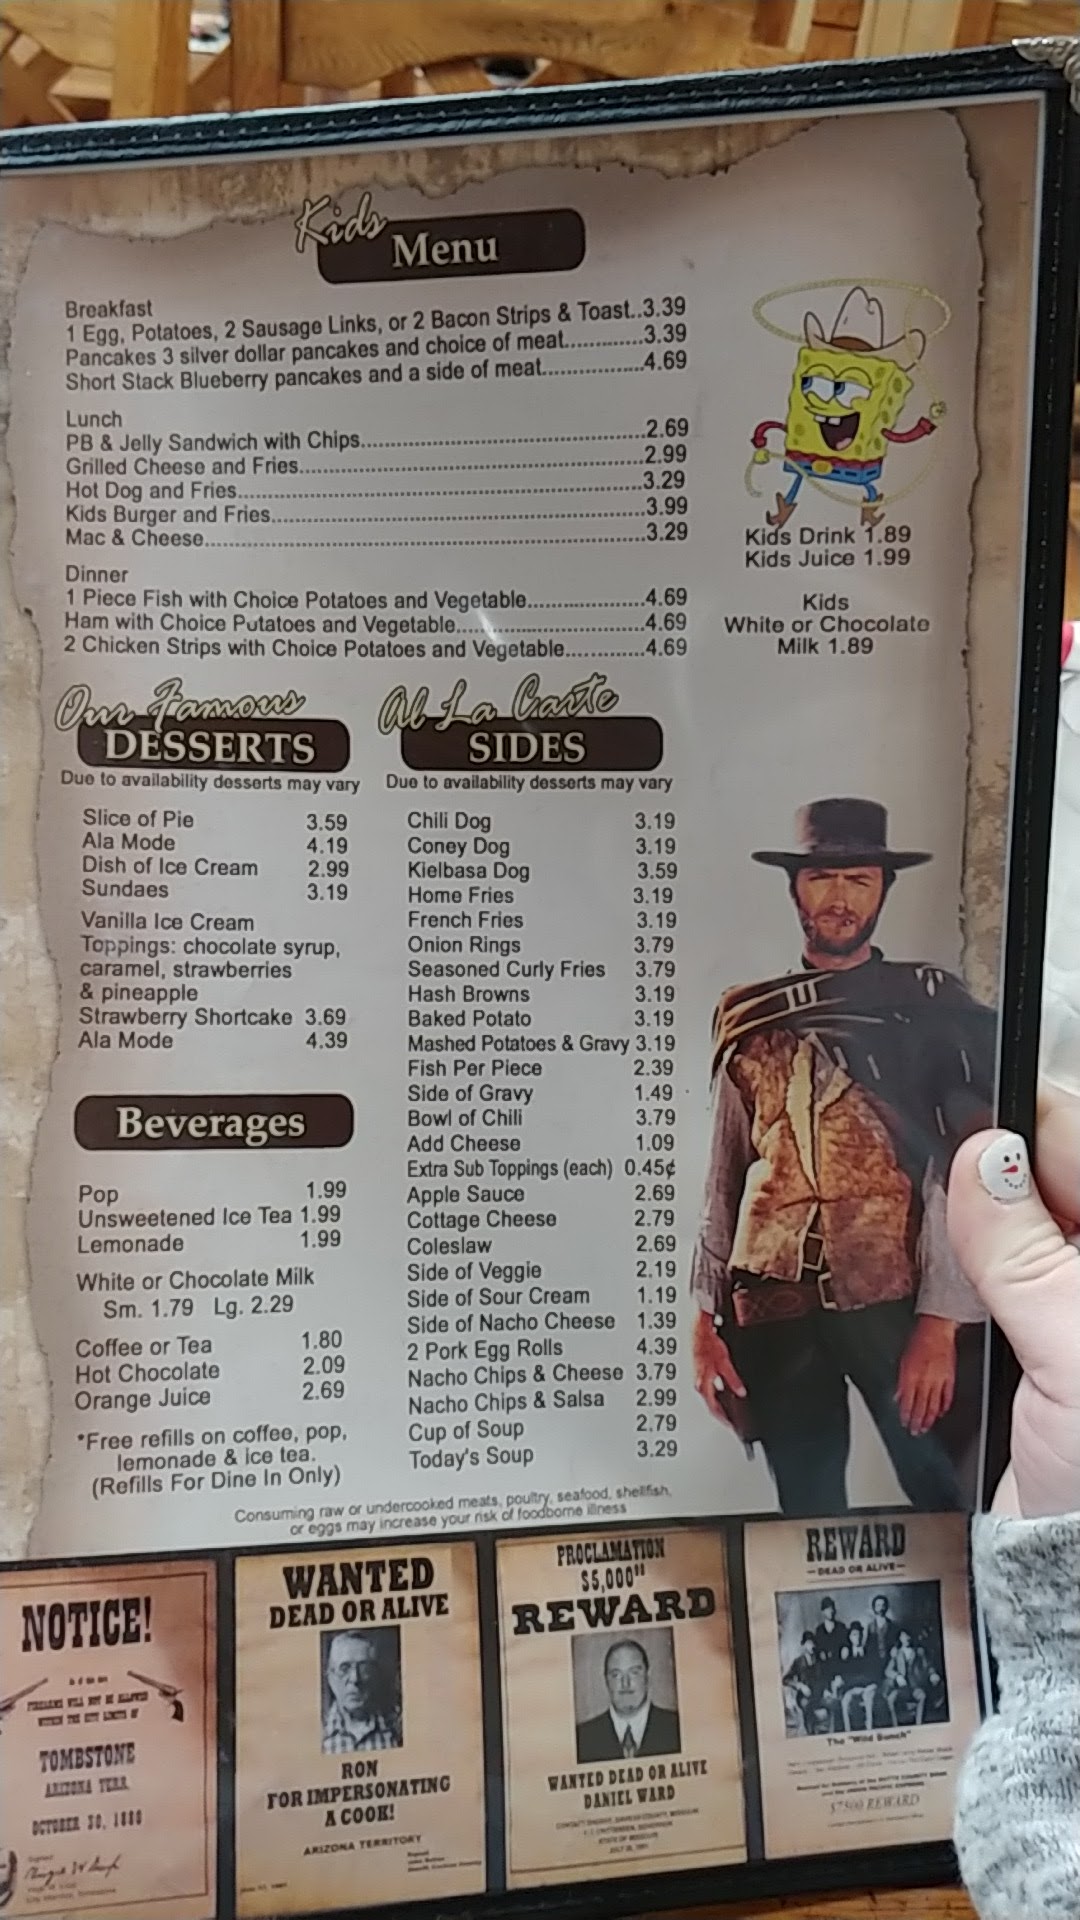 Kids
Menu
Breakfast
1 Egg, Potatoes, 2 Sausage Links, or 2 Bacon Strips & Toast..3.39
Pancakes 3 silver dollar pancakes and choice of meat.............3.39
Short Stack Blueberry pancakes and a side of meat.................4.69
Lunch
PB & Jelly Sandwich with Chips................................................2.69
Grilled Cheese and Fries..........................................................2.99
Hot Dog and Fries.....................................................................3.29
Kids Burger and Fries...............................................................3.99
Mac & Cheese..........................................................................3.29
Dinner
1 Piece Fish with Choice Potatoes and Vegetable....................4.69
Ham with Choice Potatoes and Vegetable................................4.69
2 Chicken Strips with Choice Potatoes and Vegetable.............4.69
Kids Drink 1.89
Kids Juice 1.99
Kids
White or Chocolate
Milk 1.89
Our Famous
DESSERTS
Due to availability desserts may vary
Slice of Pie 3.59
Ala Mode 4.19
Dish of Ice Cream 2.99
Sundaes 3.19
Vanilla Ice Cream
Toppings: chocolate syrup,
caramel, strawberries
& pineapple
Strawberry Shortcake 3.69
Ala Mode 4.39
Beverages
Pop 1.99
Unsweetened Ice Tea 1.99
Lemonade 1.99
White or Chocolate Milk
Sm. 1.79 Lg. 2.29
Coffee or Tea 1.80
Hot Chocolate 2.09
Orange Juice 2.69
*Free refills on coffee, pop,
lemonade & ice tea.
(Refills For Dine In Only)
Al La Carte
SIDES
Due to availability desserts may vary
Chili Dog 3.19
Coney Dog 3.19
Kielbasa Dog 3.59
Home Fries 3.19
French Fries 3.19
Onion Rings 3.79
Seasoned Curly Fries 3.79
Hash Browns 3.19
Baked Potato 3.19
Mashed Potatoes & Gravy 3.19
Fish Per Piece 2.39
Side of Gravy 1.49
Bowl of Chili 3.79
Add Cheese 1.09
Extra Sub Toppings (each) 0.45¢
Apple Sauce 2.69
Cottage Cheese 2.79
Coleslaw 2.69
Side of Veggie 2.19
Side of Sour Cream 1.19
Side of Nacho Cheese 1.39
2 Pork Egg Rolls 4.39
Nacho Chips & Cheese 3.79
Nacho Chips & Salsa 2.99
Cup of Soup 2.79
Today's Soup 3.29
Consuming raw or undercooked meats, poultry, seafood, shellfish,
or eggs may increase your risk of foodborne illness
NOTICE!
FIREARMS WILL NOT BE ALLOWED
WITHIN THE CITY LIMITS OF
TOMBSTONE
ARIZONA TERR.
OCTOBER 30, 1880
WANTED
DEAD OR ALIVE
RON
FOR IMPERSONATING
A COOK!
ARIZONA TERRITORY
PROCLAMATION
$5,000
REWARD
WANTED DEAD OR ALIVE
DANIEL WARD
REWARD
—DEAD OR ALIVE—
The "Wild Bunch"
$7500 REWARD